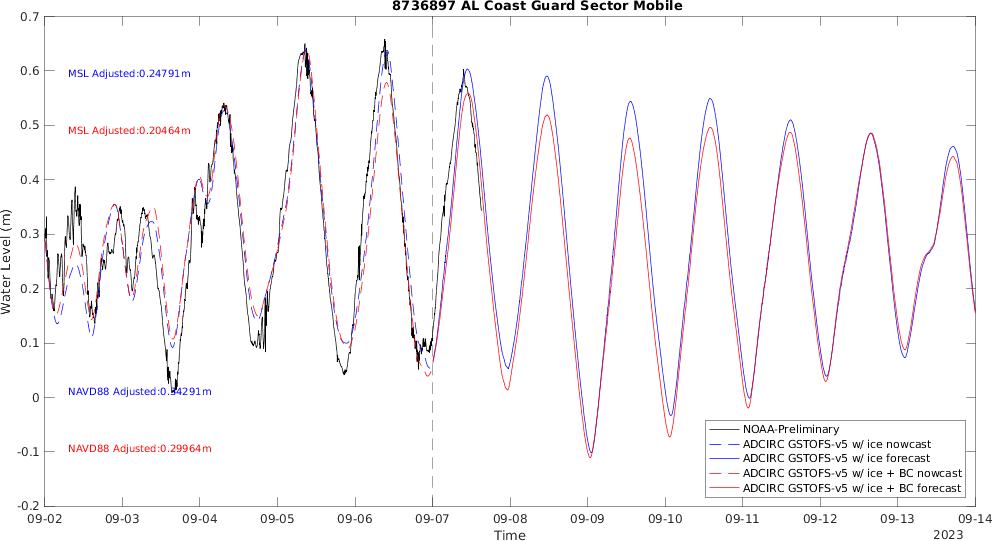 8736897 AL Coast Guard Sector Mobile
0.7
0.6
0.5
0.4
0.3
0.2
0.1
0
-0.1
-0.2
Water Level (m)
MSL Adjusted:0.24791m
MSL Adjusted:0.20464m
NAVD88 Adjusted:0.34291m
NAVD88 Adjusted:0.29964m
NOAA-Preliminary
ADCIRC GSTOFS-v5 w/ ice nowcast
ADCIRC GSTOFS-v5 w/ ice forecast
ADCIRC GSTOFS-v5 w/ ice + BC nowcast
ADCIRC GSTOFS-v5 w/ ice + BC forecast
09-02 09-03 09-04 09-05 09-06 09-07 09-08 09-09 09-10 09-11 09-12 09-13 09-14
Time
2023